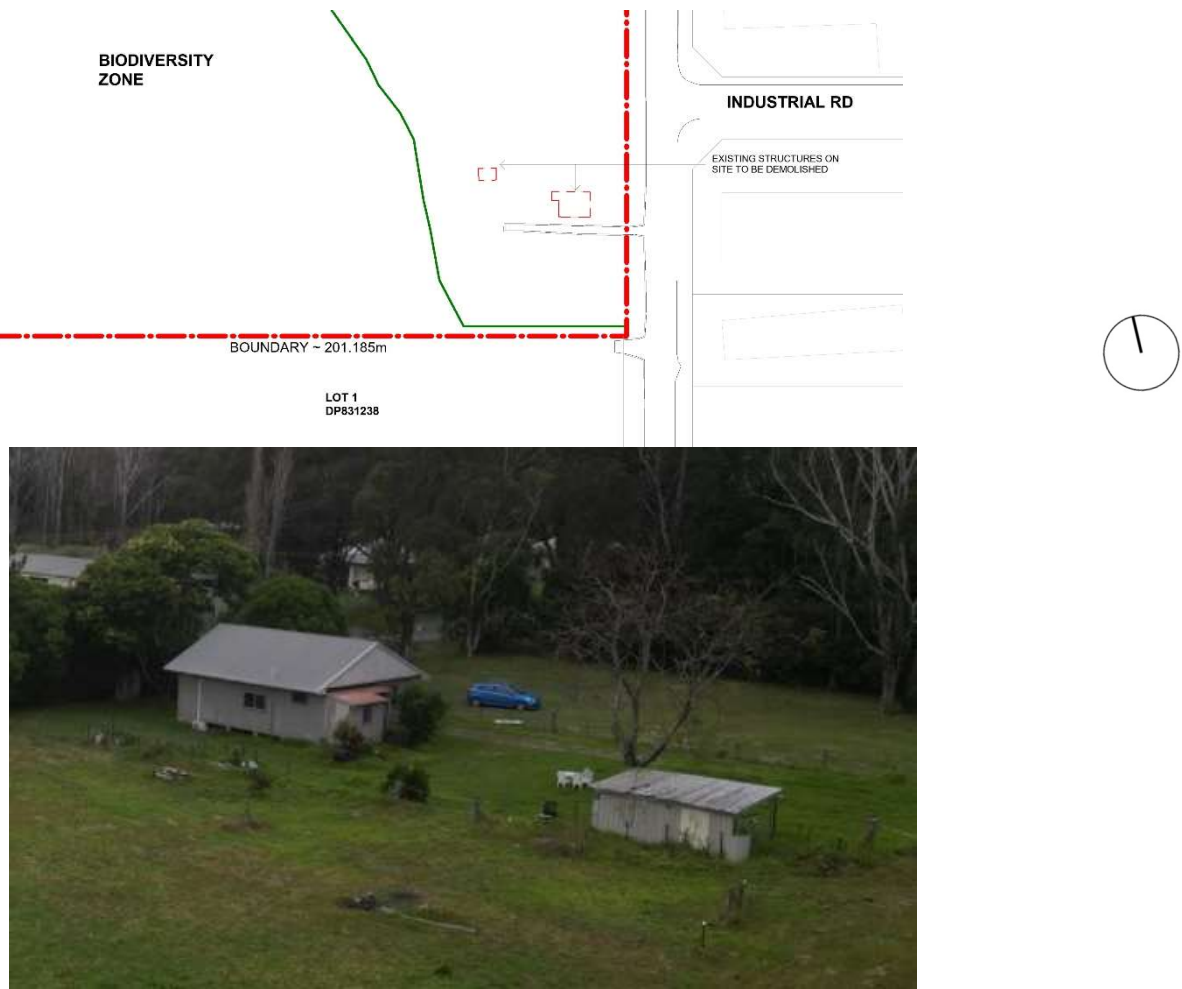 BIODIVERSITY
ZONE
INDUSTRIAL RD
EXISTING STRUCTURES ON
SITE TO BE DEMOLISHED
BOUNDARY ~ 201.185m
LOT 1
DP831238